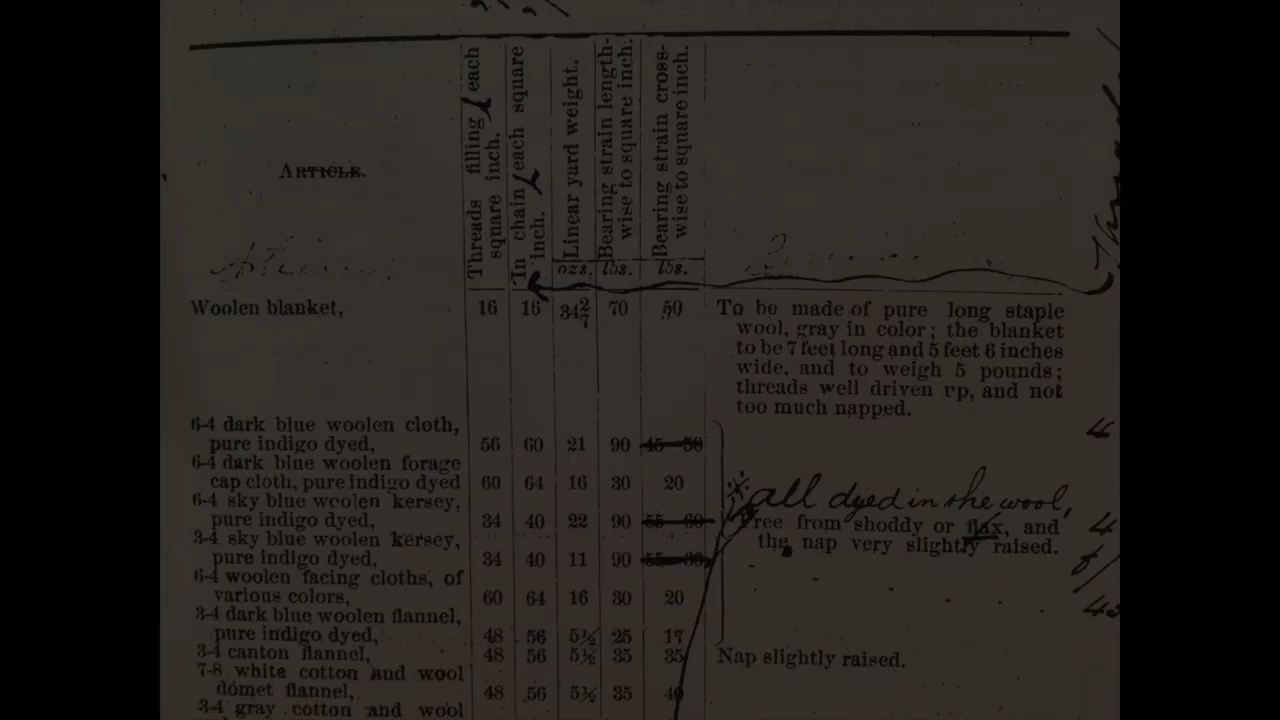 ARTICLE.
Threads filling each square inch.
In chain each square inch.
Linear yard weight.
Bearing strain lengthwise to square inch.
Bearing strain crosswise to square inch.
ozs. lbs. lbs.
Woolen blanket, 16 16 34 2/7 70 50 To be made of pure long staple
wool, gray in color; the blanket
to be 7 feet long and 5 feet 6 inches
wide, and to weigh 5 pounds;
threads well driven up, and not
too much napped.
6-4 dark blue woolen cloth,
pure indigo dyed, 56 60 21 90 45 50
6-4 dark blue woolen forage
cap cloth, pure indigo dyed 60 64 16 30 20
all dyed in the wool,
6-4 sky blue woolen kersey,
pure indigo dyed, 34 40 22 90 55 60 Free from shoddy or flax, and
3-4 sky blue woolen kersey, the nap very slightly raised.
pure indigo dyed, 34 40 11 90 55 60
6-4 woolen facing cloths, of
various colors, 60 64 16 30 20
3-4 dark blue woolen flannel,
pure indigo dyed, 48 56 5½ 25 17
3-4 canton flannel, 48 56 5½ 35 35 Nap slightly raised.
7-8 white cotton and wool
domet flannel, 48 56 5½ 35 40
3-4 gray cotton and wool